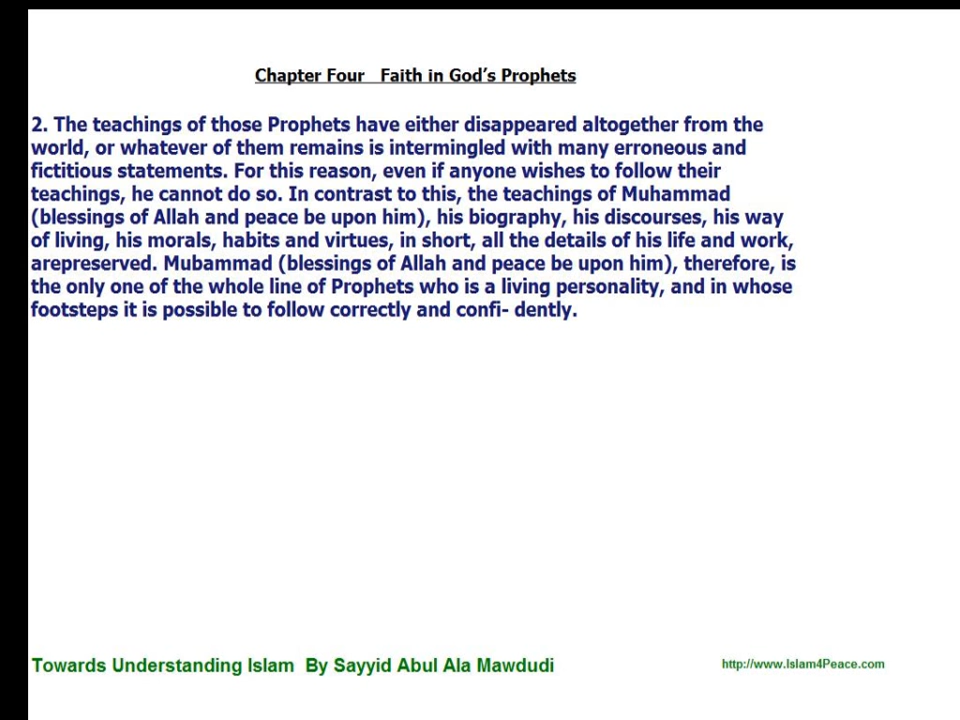 Chapter Four   Faith in God's Prophets
2. The teachings of those Prophets have either disappeared altogether from the
world, or whatever of them remains is intermingled with many erroneous and
fictitious statements. For this reason, even if anyone wishes to follow their
teachings, he cannot do so. In contrast to this, the teachings of Muhammad
(blessings of Allah and peace be upon him), his biography, his discourses, his way
of living, his morals, habits and virtues, in short, all the details of his life and work,
arepreserved. Mubammad (blessings of Allah and peace be upon him), therefore, is
the only one of the whole line of Prophets who is a living personality, and in whose
footsteps it is possible to follow correctly and confi- dently.
Towards Understanding Islam  By Sayyid Abul Ala Mawdudi
http://www.Islam4Peace.com